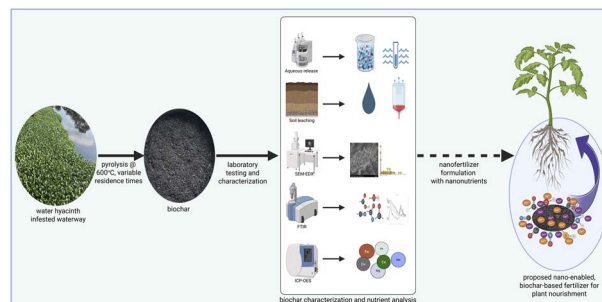 water hyacinth
infested waterway
pyrolysis @
600°C, variable
residence times
biochar
laboratory
testing and
characterization
Aqueous release
Soil leaching
SEM-EDX
FTIR
ICP-OES
biochar characterization and nutrient analysis
nanofertilizer
formulation
with nanonutrients
proposed nano-enabled,
biochar-based fertilizer for
plant nourishment